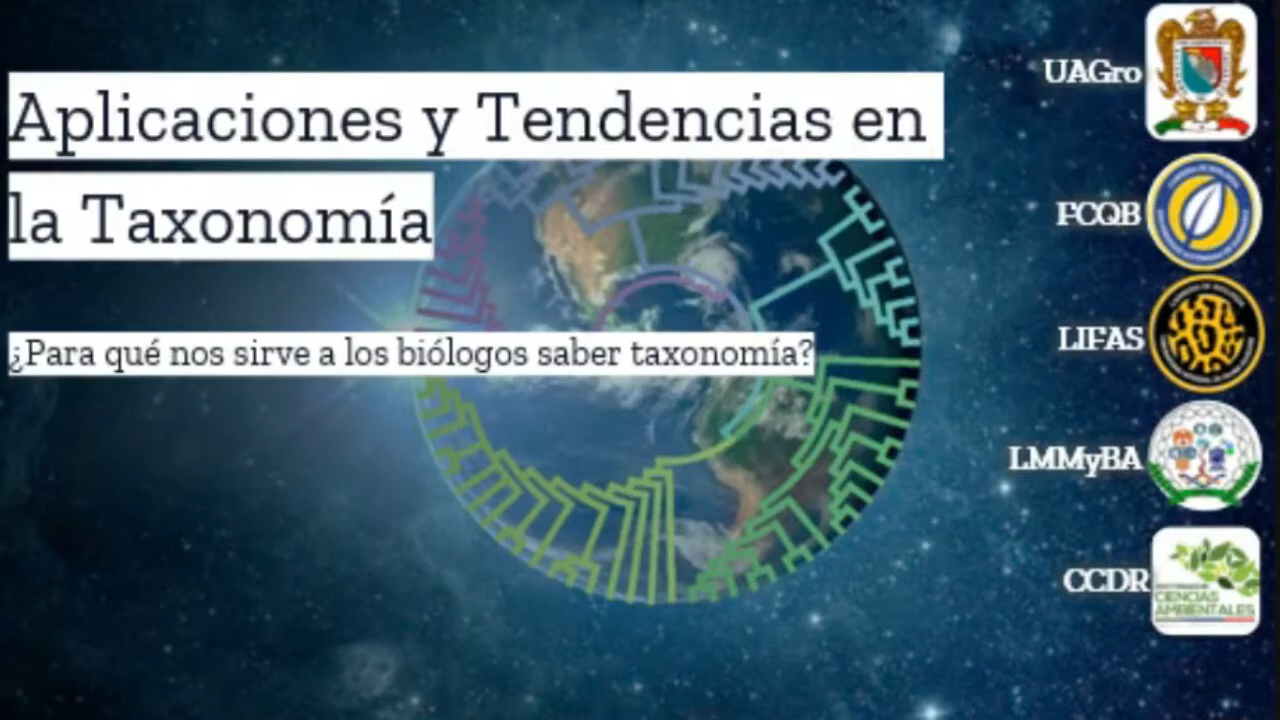 Aplicaciones y Tendencias en
la Taxonomía
¿Para qué nos sirve a los biólogos saber taxonomía?
UAGro
FCQB
LIFAS
LMMyBA
CCDR
CIENCIAS
AMBIENTALES